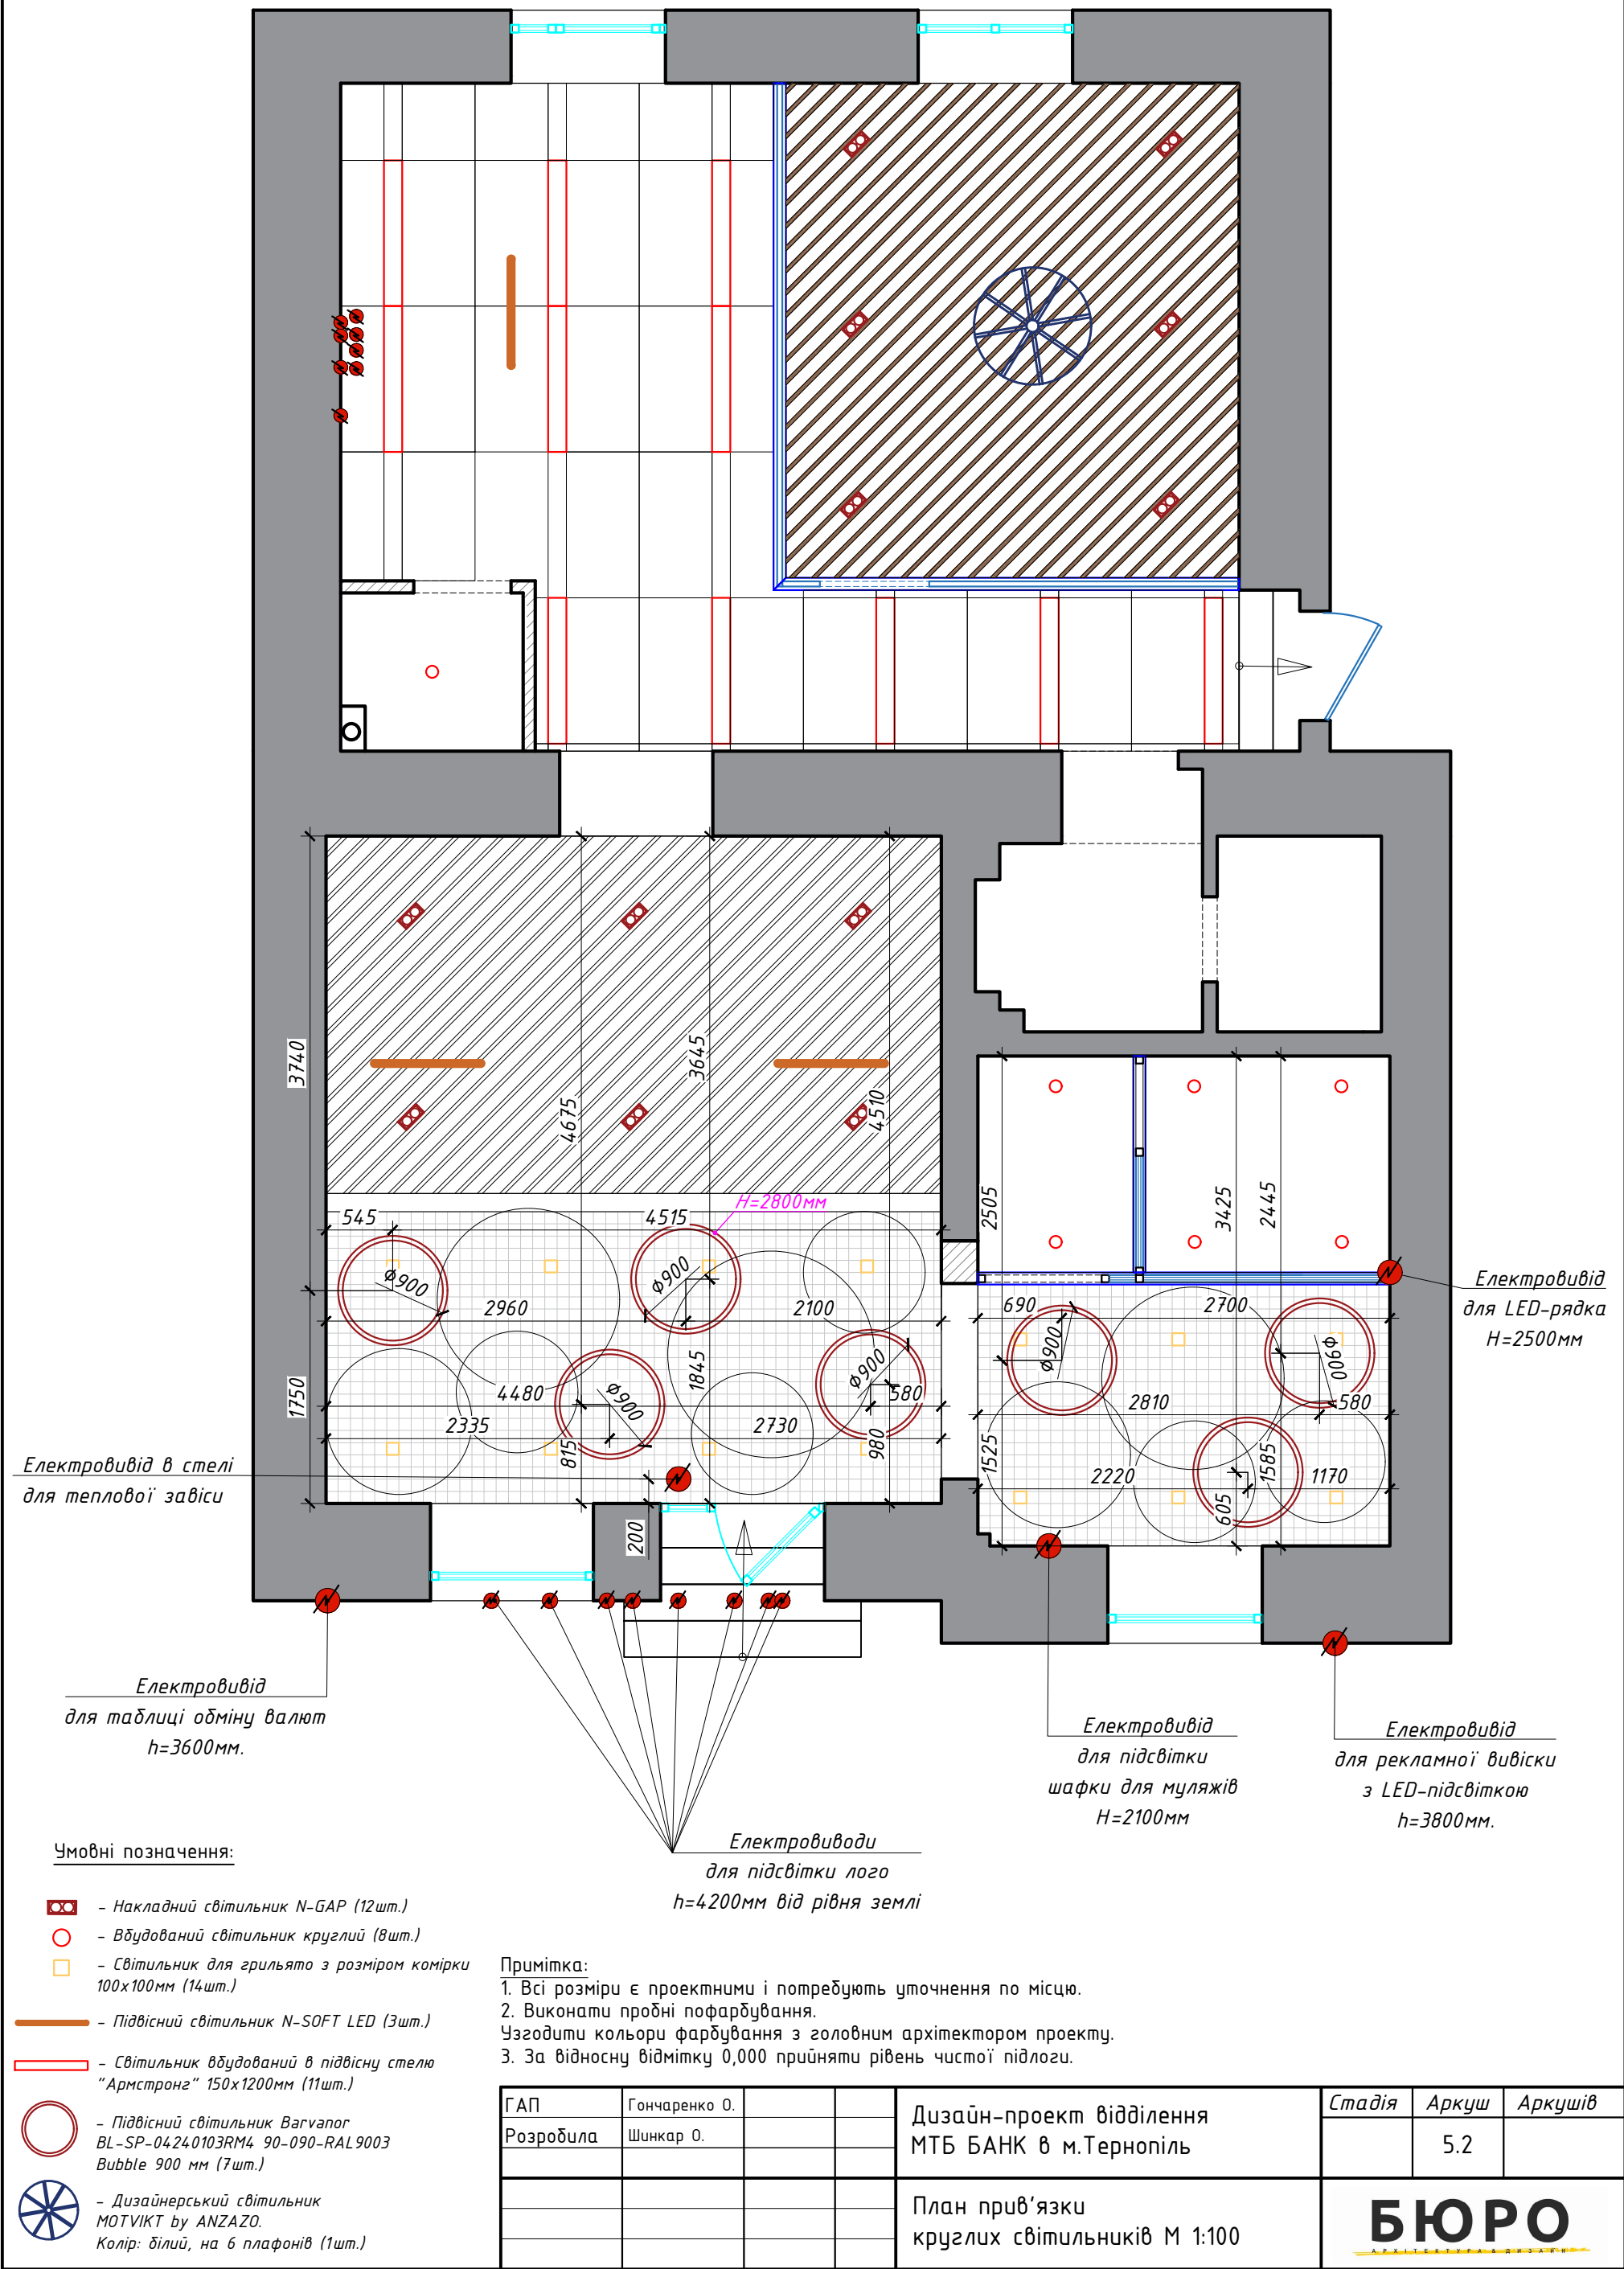 3740
3645
4675
4510
H=2800мм
545
4515
ϕ900
ϕ900
2960
2100
1750
1845
4480
ϕ900
ϕ900
580
2335
2730
815
980
200
2505
3425
2445
690
2700
ϕ900
ϕ900
2810
580
1525
1585
2220
1170
605
Електровивід
для LED-рядка
Н=2500мм
Електровивід в стелі
для теплової завіси
Електровивід
для таблиці обміну валют
h=3600мм.
Електровиводи
для підсвітки лого
h=4200мм від рівня землі
Електровивід
для підсвітки
шафки для муляжів
Н=2100мм
Електровивід
для рекламної вивіски
з LED-підсвіткою
h=3800мм.
Умовні позначення:
- Накладний світильник N-GAP (12шт.)
- Вбудований світильник круглий (8шт.)
- Світильник для грильято з розміром комірки
100х100мм (14шт.)
- Підвісний світильник N-SOFT LED (3шт.)
- Світильник вбудований в підвісну стелю
"Армстронг" 150х1200мм (11шт.)
- Підвісний світильник Barvanor
BL-SP-04240103RM4 90-090-RAL9003
Bubble 900 мм (7шт.)
- Дизайнерський світильник
MOTVIKT by ANZAZO.
Колір: білий, на 6 плафонів (1шт.)
Примітка:
1. Всі розміри є проектними і потребують уточнення по місцю.
2. Виконати пробні пофарбування.
Узгодити кольори фарбування з головним архітектором проекту.
3. За відносну відмітку 0,000 прийняти рівень чистої підлоги.
ГАП
Гончаренко О.
Розробила
Шинкар О.
Дизайн-проект відділення
МТБ БАНК в м.Тернопіль
План прив'язки
круглих світильників М 1:100
Стадія
Аркуш
Аркушів
5.2
БЮРО
АРХІТЕКТУРА&ДИЗАЙН